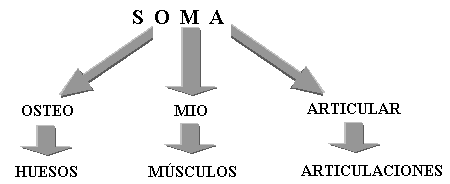 S O M A
OSTEO MIO ARTICULAR
HUESOS MÚSCULOS ARTICULACIONES